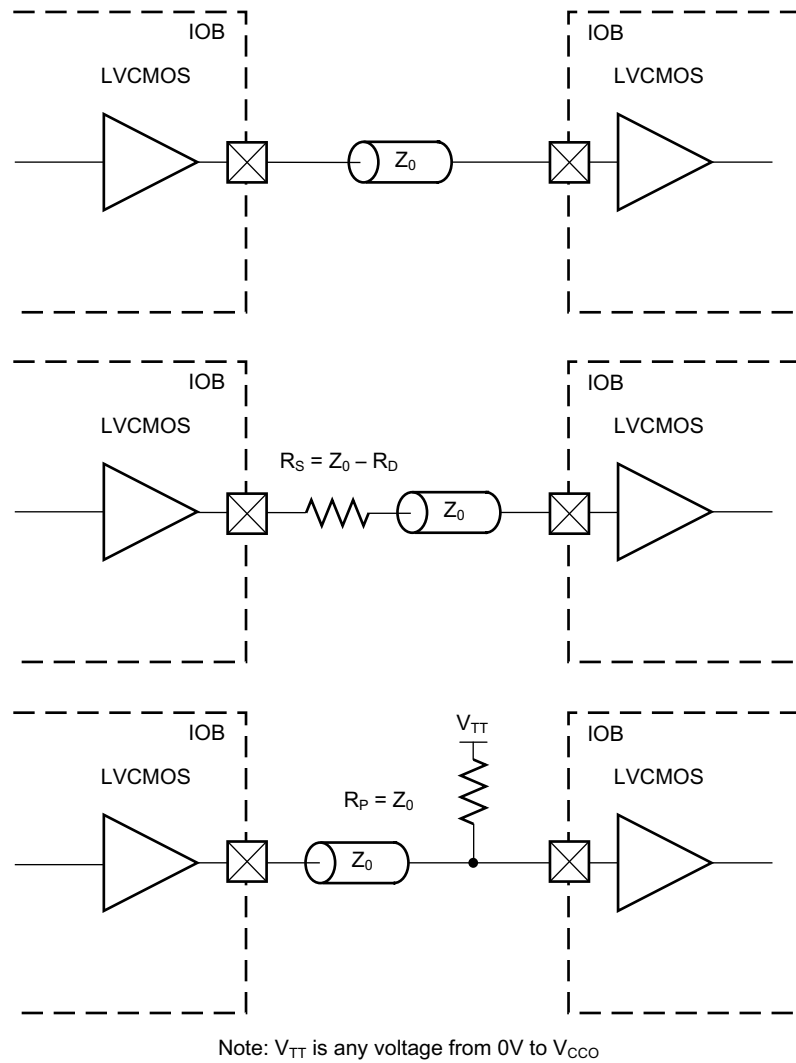 IOB
IOB
LVCMOS
LVCMOS
Z0
IOB
IOB
LVCMOS
LVCMOS
RS = Z0 – RD
Z0
IOB
VTT
IOB
LVCMOS
LVCMOS
RP = Z0
Z0
Note: VTT is any voltage from 0V to VCCO